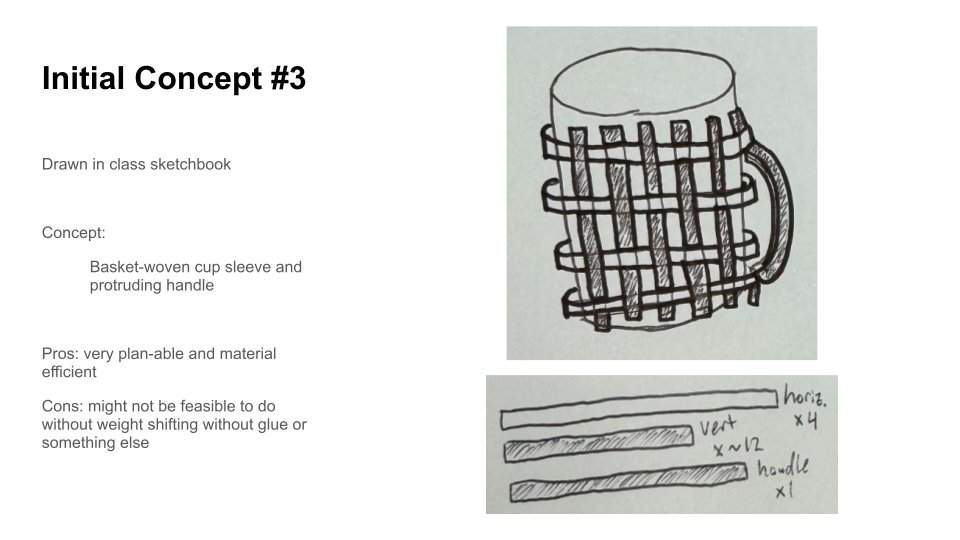 Initial Concept #3
Drawn in class sketchbook
Concept:
Basket-woven cup sleeve and
protruding handle
Pros: very plan-able and material
efficient
Cons: might not be feasible to do
without weight shifting without glue or
something else
horiz.
x4
vert
x ~12
handle
x1